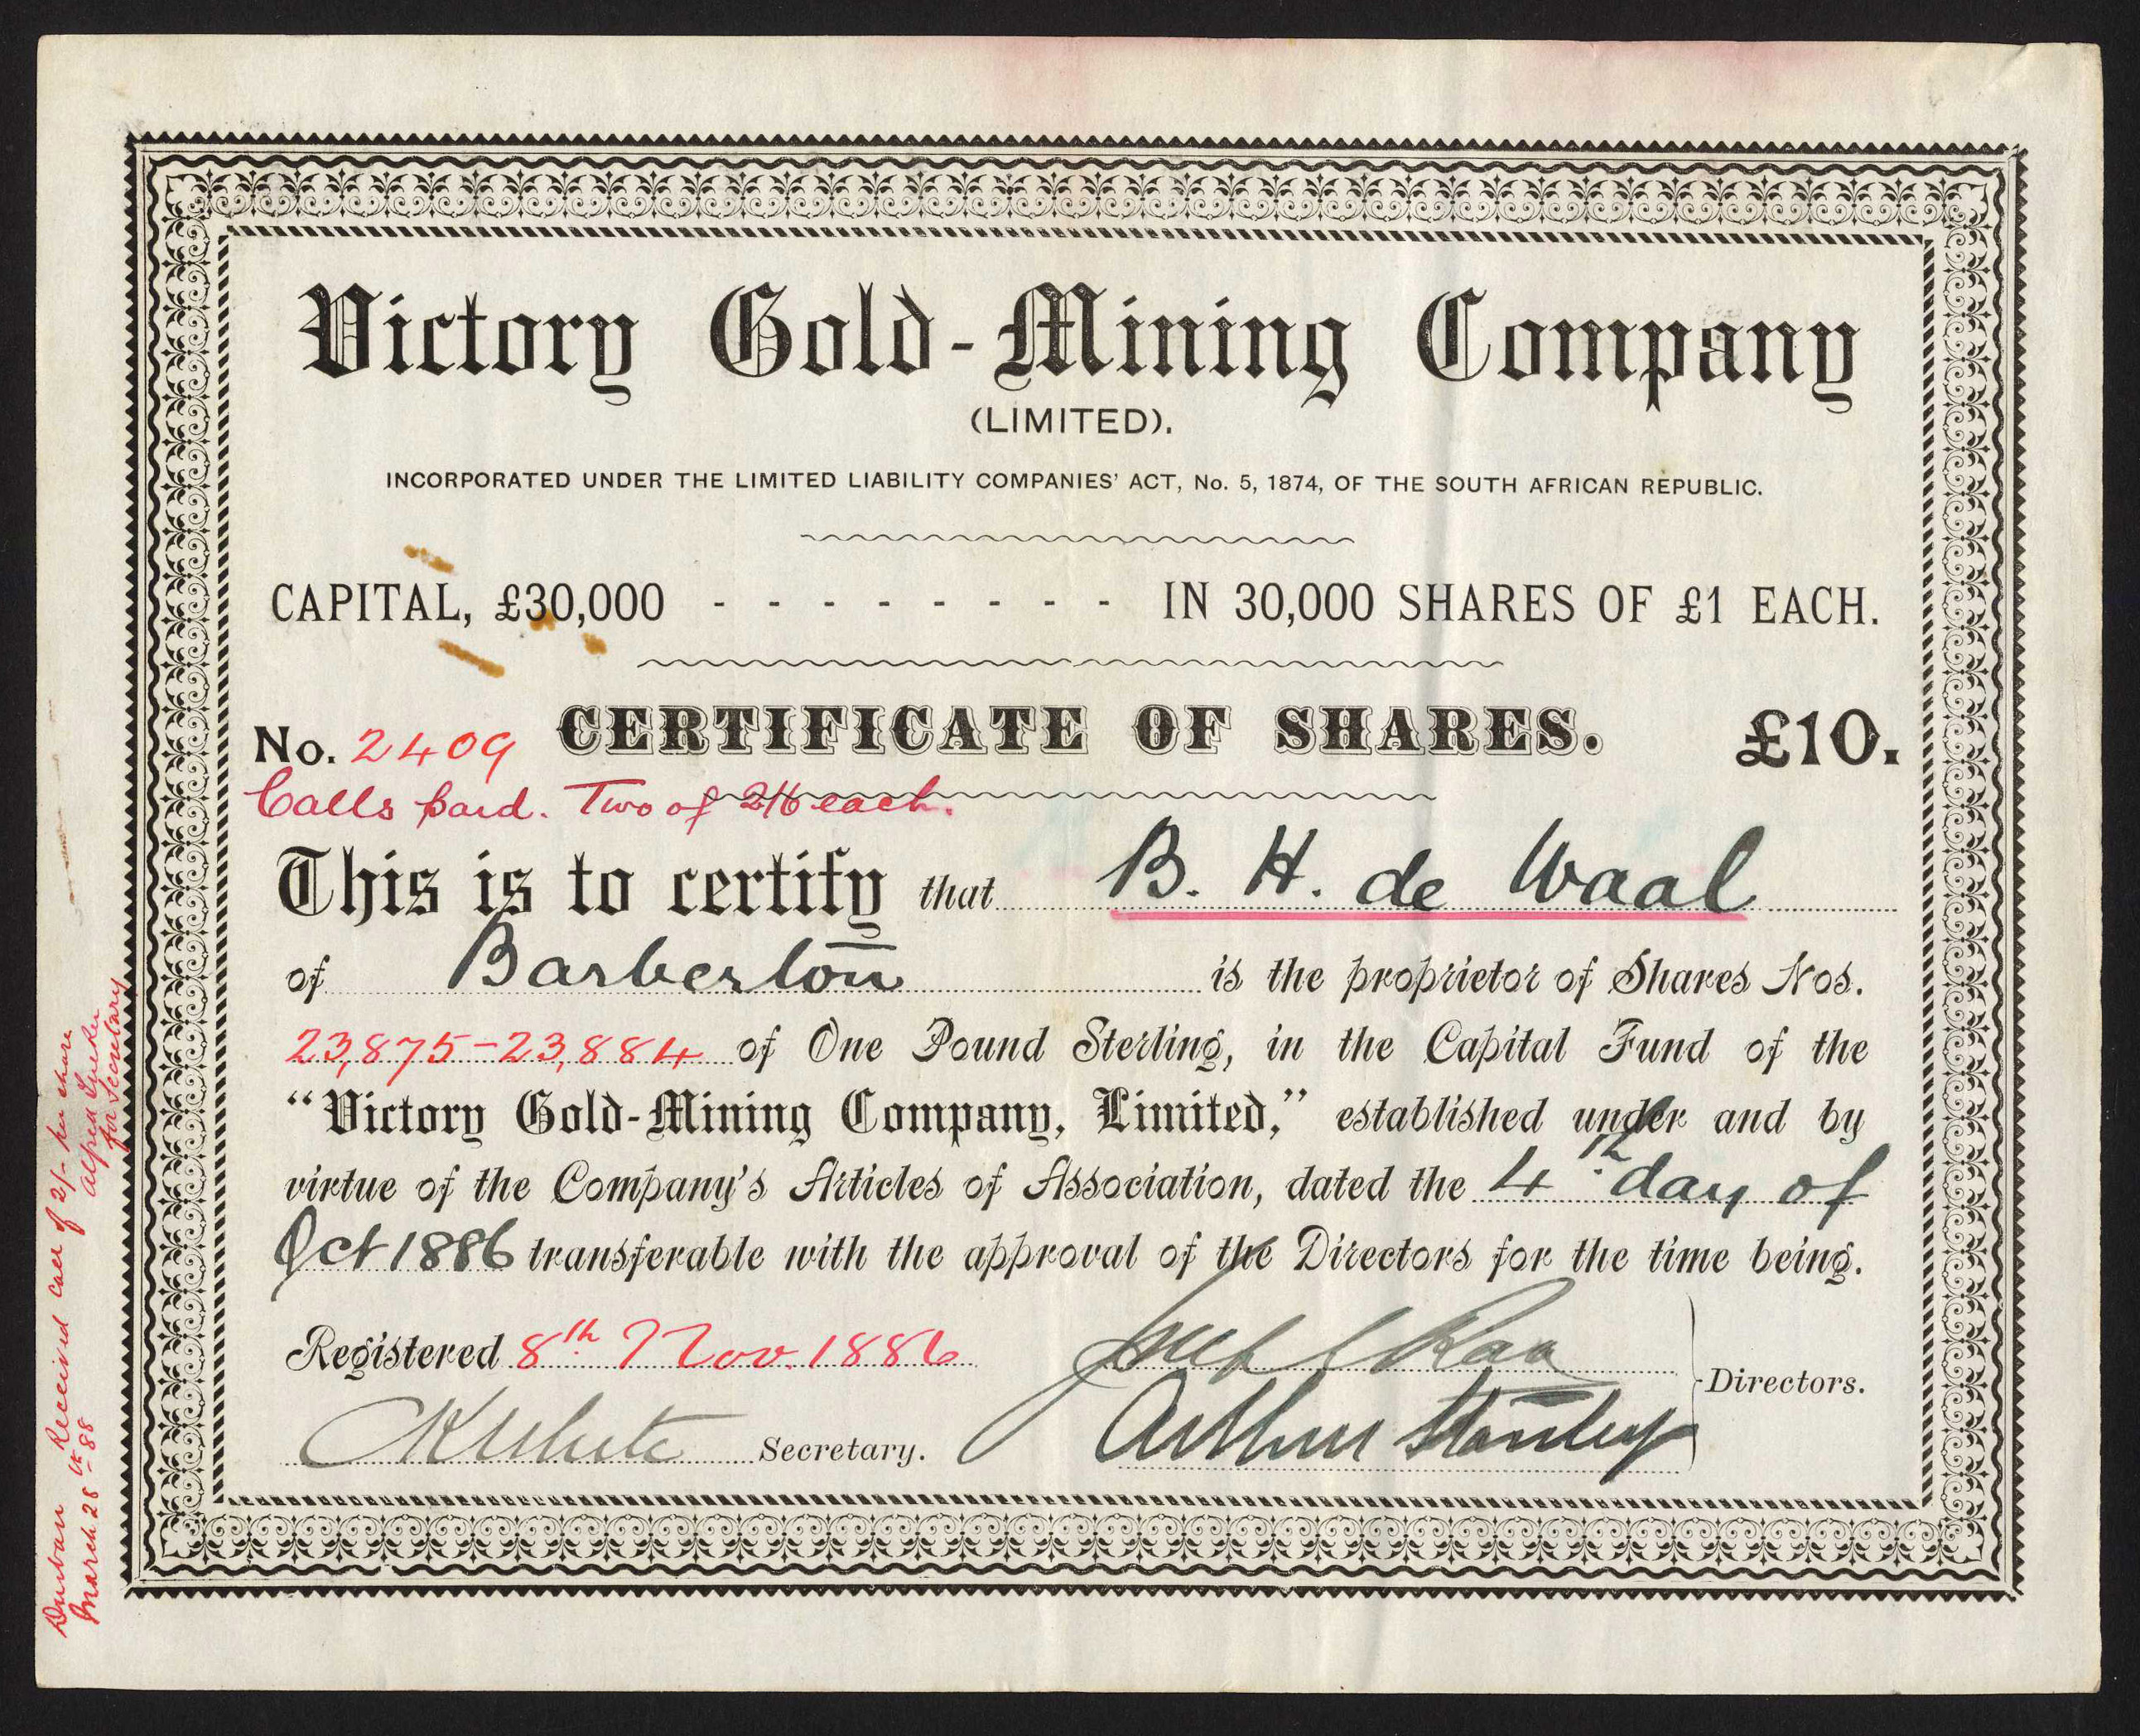 Victory Gold-Mining Company
(LIMITED).
INCORPORATED UNDER THE LIMITED LIABILITY COMPANIES' ACT, No. 5, 1874, OF THE SOUTH AFRICAN REPUBLIC.
CAPITAL, £30,000 - - - - - - - - IN 30,000 SHARES OF £1 EACH.
No. 2409 CERTIFICATE OF SHARES. £10.
Calls paid. Two of 2/6 each.
This is to certify that B. H. de Waal
of Barberton is the proprietor of Shares Nos.
23,875-23,884 of One Pound Sterling, in the Capital Fund of the
"Victory Gold-Mining Company, Limited," established under and by
virtue of the Company's Articles of Association, dated the 4th day of
Oct 1886 transferable with the approval of the Directors for the time being.
Registered 8th Nov. 1886
Directors.
Arthur Stanley
Secretary.
Durban Received call of 2/- per share
March 28th 88 Alfred
for Secretary